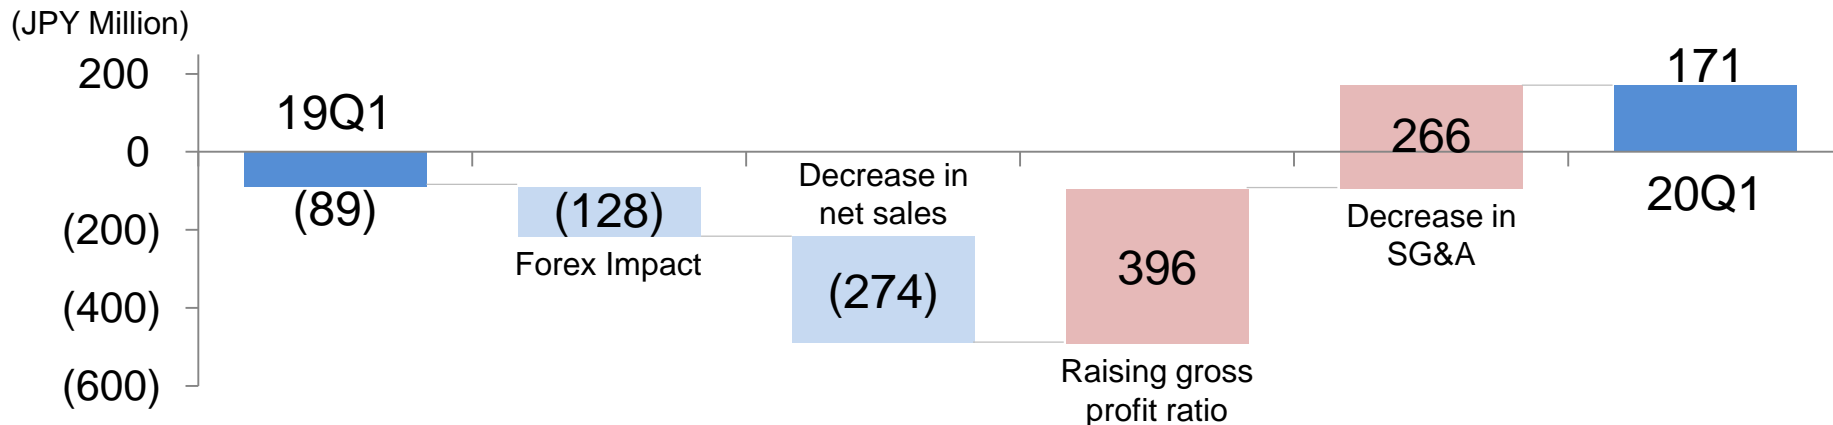 (JPY Million)
200
0
(200)
(400)
(600)
19Q1
(89)
(128)
Forex Impact
Decrease in
net sales
(274)
396
Raising gross
profit ratio
266
Decrease in
SG&A
171
20Q1